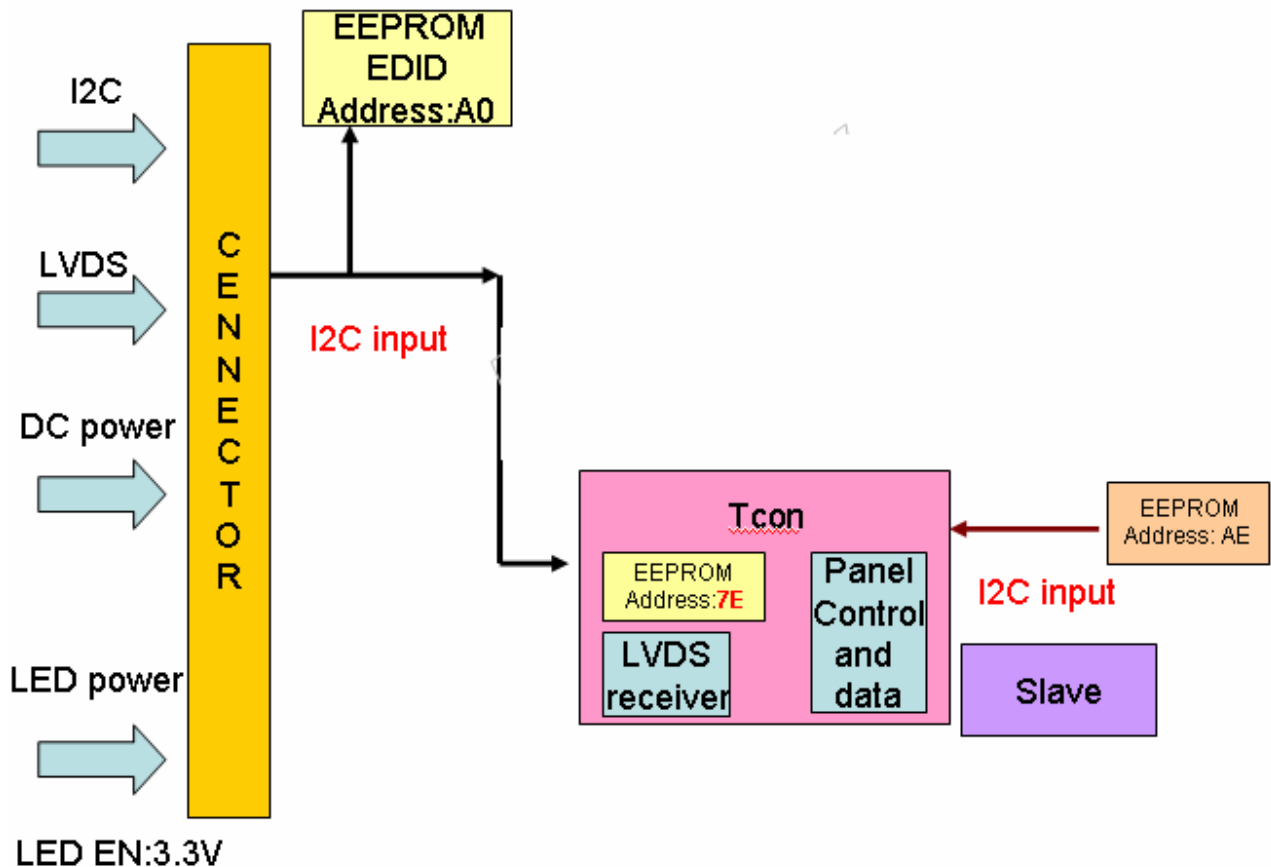 I2C
LVDS
DC power
LED power
LED EN:3.3V
CENNECTOR
EEPROM
EDID
Address:A0
I2C input
Tcon
EEPROM
Address:7E
LVDS
receiver
Panel
Control
and
data
EEPROM
Address: AE
I2C input
Slave